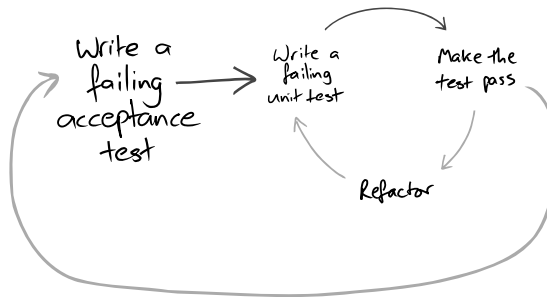 Write a
failing
acceptance
test
Write a
failing
unit test
Make the
test pass
Refactor